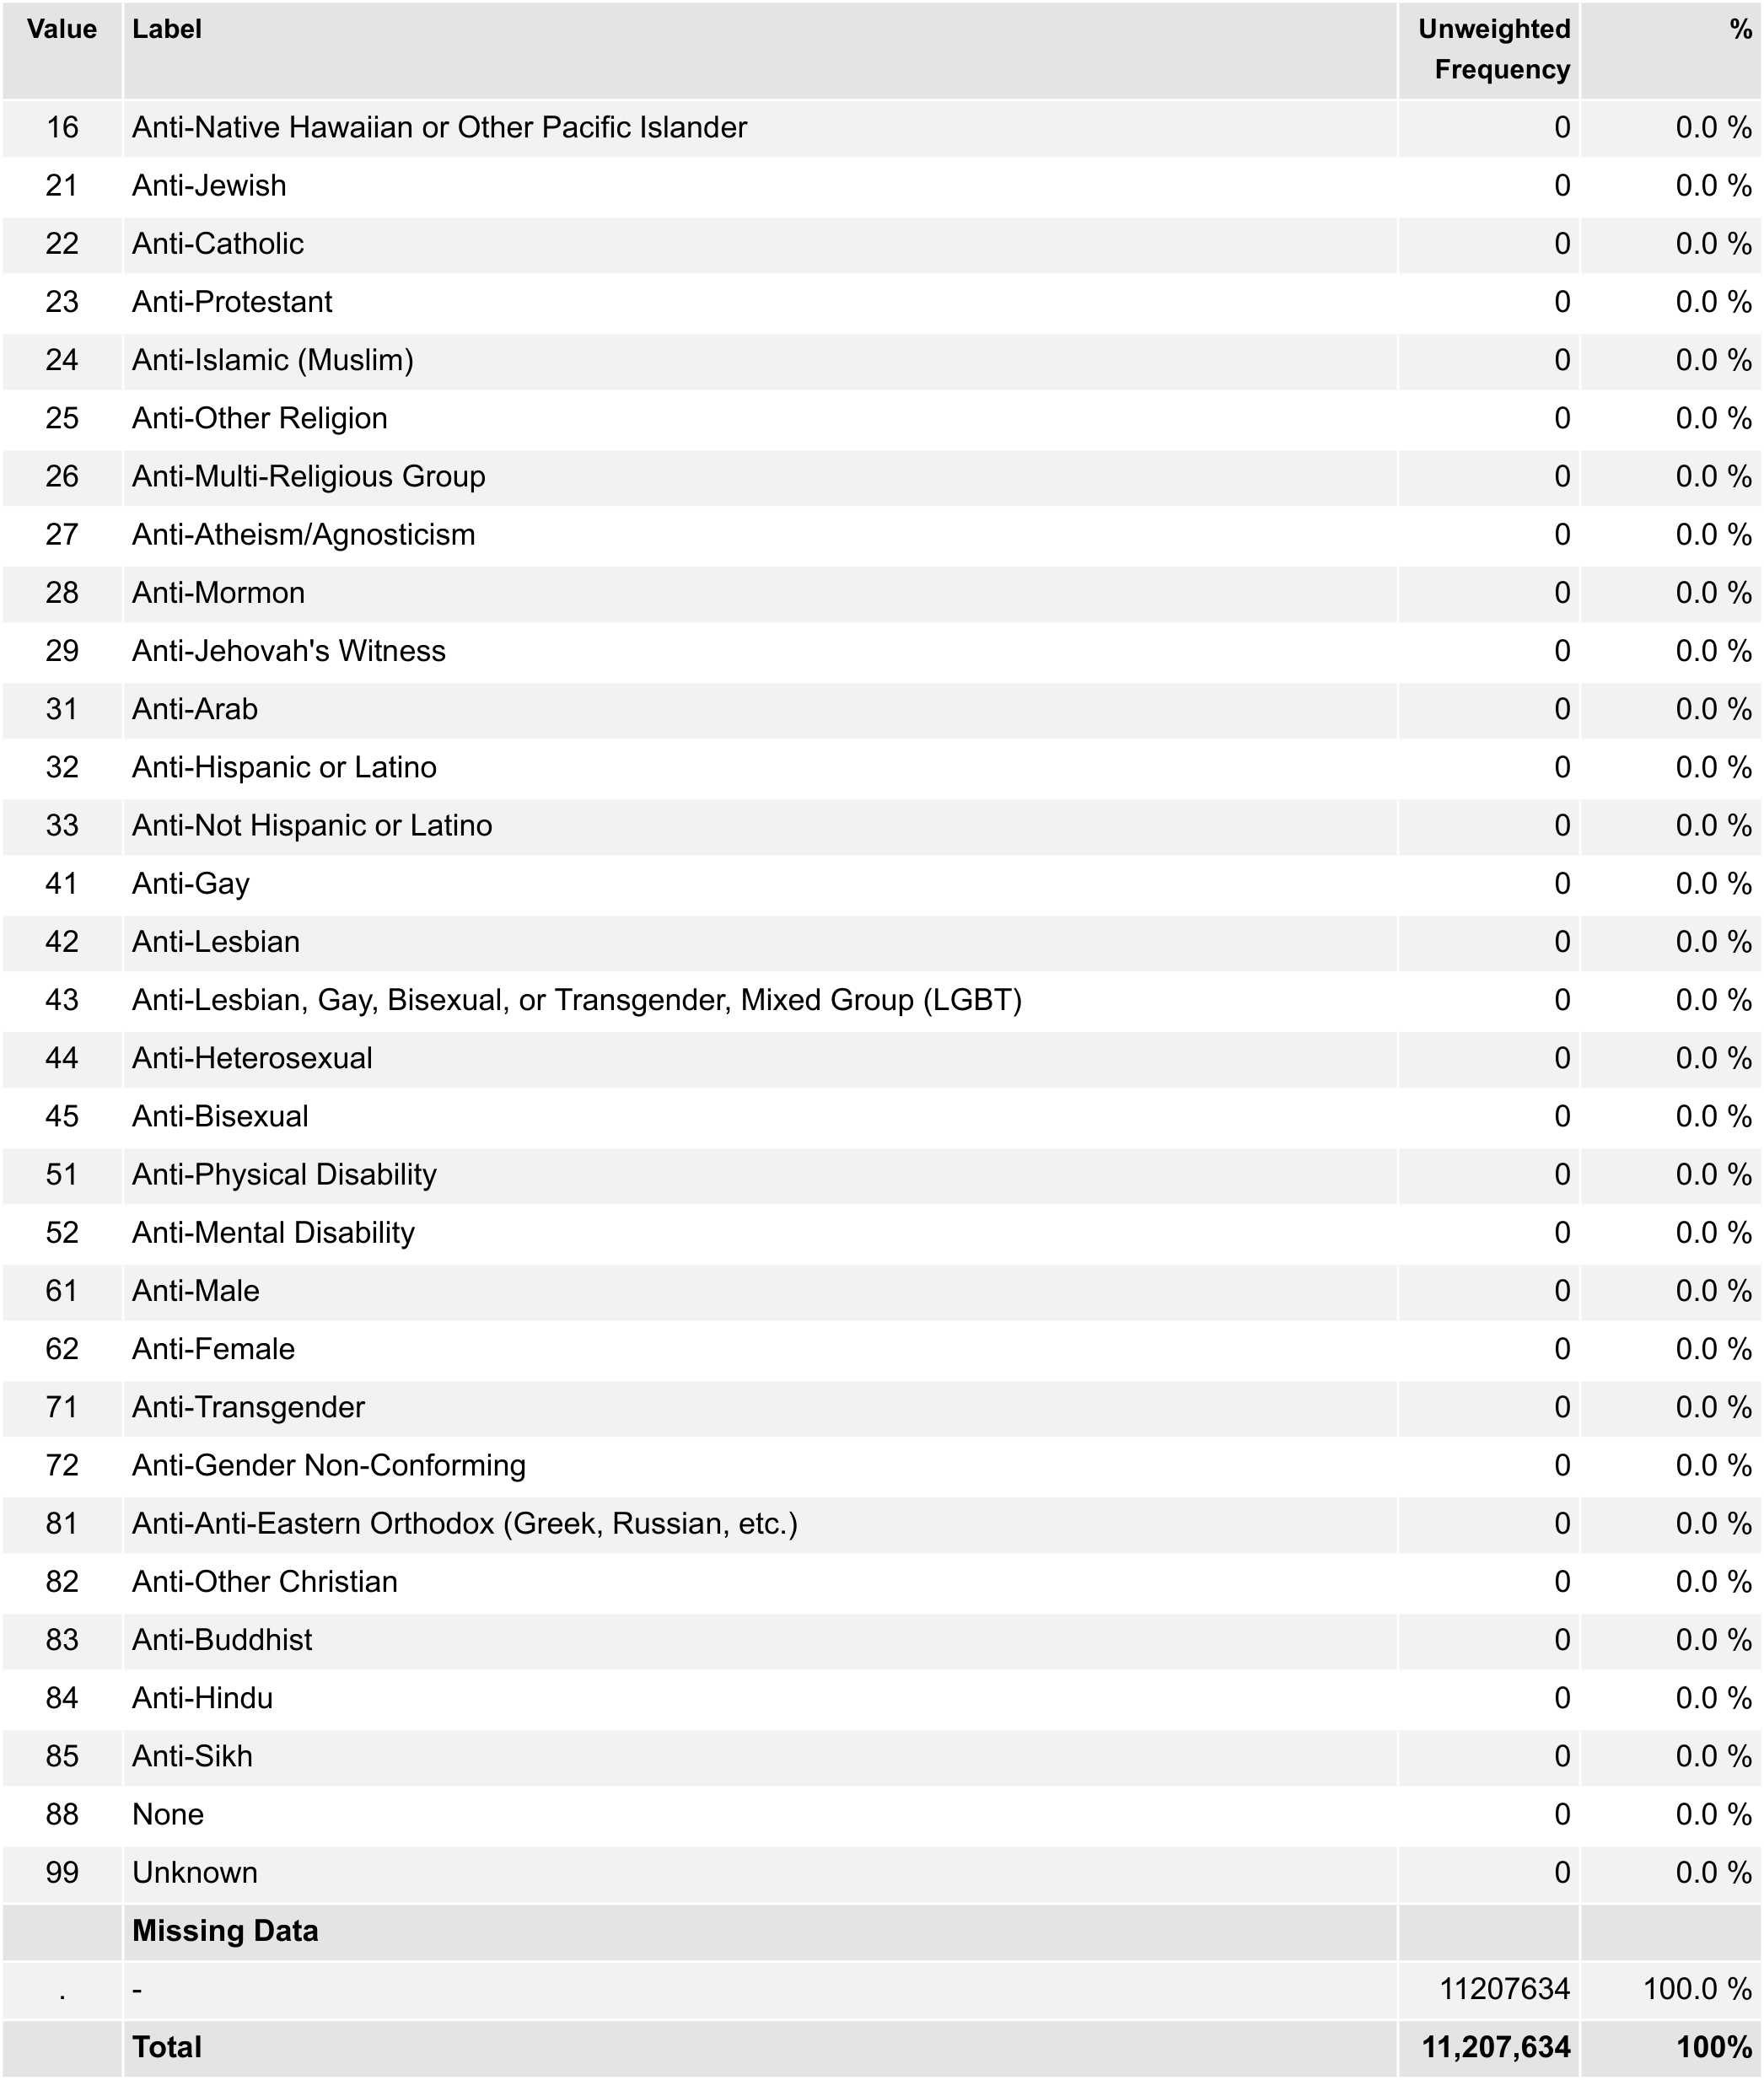 Value Label Unweighted Frequency %
16 Anti-Native Hawaiian or Other Pacific Islander 0 0.0 %
21 Anti-Jewish 0 0.0 %
22 Anti-Catholic 0 0.0 %
23 Anti-Protestant 0 0.0 %
24 Anti-Islamic (Muslim) 0 0.0 %
25 Anti-Other Religion 0 0.0 %
26 Anti-Multi-Religious Group 0 0.0 %
27 Anti-Atheism/Agnosticism 0 0.0 %
28 Anti-Mormon 0 0.0 %
29 Anti-Jehovah's Witness 0 0.0 %
31 Anti-Arab 0 0.0 %
32 Anti-Hispanic or Latino 0 0.0 %
33 Anti-Not Hispanic or Latino 0 0.0 %
41 Anti-Gay 0 0.0 %
42 Anti-Lesbian 0 0.0 %
43 Anti-Lesbian, Gay, Bisexual, or Transgender, Mixed Group (LGBT) 0 0.0 %
44 Anti-Heterosexual 0 0.0 %
45 Anti-Bisexual 0 0.0 %
51 Anti-Physical Disability 0 0.0 %
52 Anti-Mental Disability 0 0.0 %
61 Anti-Male 0 0.0 %
62 Anti-Female 0 0.0 %
71 Anti-Transgender 0 0.0 %
72 Anti-Gender Non-Conforming 0 0.0 %
81 Anti-Anti-Eastern Orthodox (Greek, Russian, etc.) 0 0.0 %
82 Anti-Other Christian 0 0.0 %
83 Anti-Buddhist 0 0.0 %
84 Anti-Hindu 0 0.0 %
85 Anti-Sikh 0 0.0 %
88 None 0 0.0 %
99 Unknown 0 0.0 %
Missing Data
. - 11207634 100.0 %
Total 11,207,634 100%